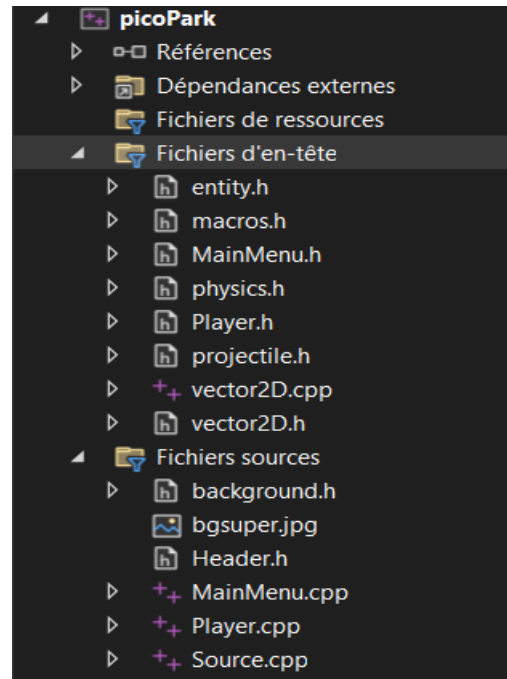 picoPark
Références
Dépendances externes
Fichiers de ressources
Fichiers d'en-tête
entity.h
macros.h
MainMenu.h
physics.h
Player.h
projectile.h
vector2D.cpp
vector2D.h
Fichiers sources
background.h
bgsuper.jpg
Header.h
MainMenu.cpp
Player.cpp
Source.cpp